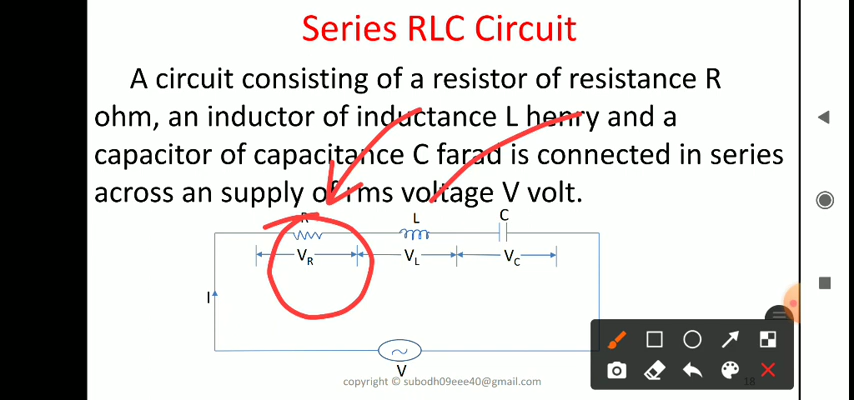 Series RLC Circuit
A circuit consisting of a resistor of resistance R
ohm, an inductor of inductance L henry and a
capacitor of capacitance C farad is connected in series
across an supply of rms voltage V volt.
R L C
VR VL VC
I
V
copyright © subodh09eee40@gmail.com
18